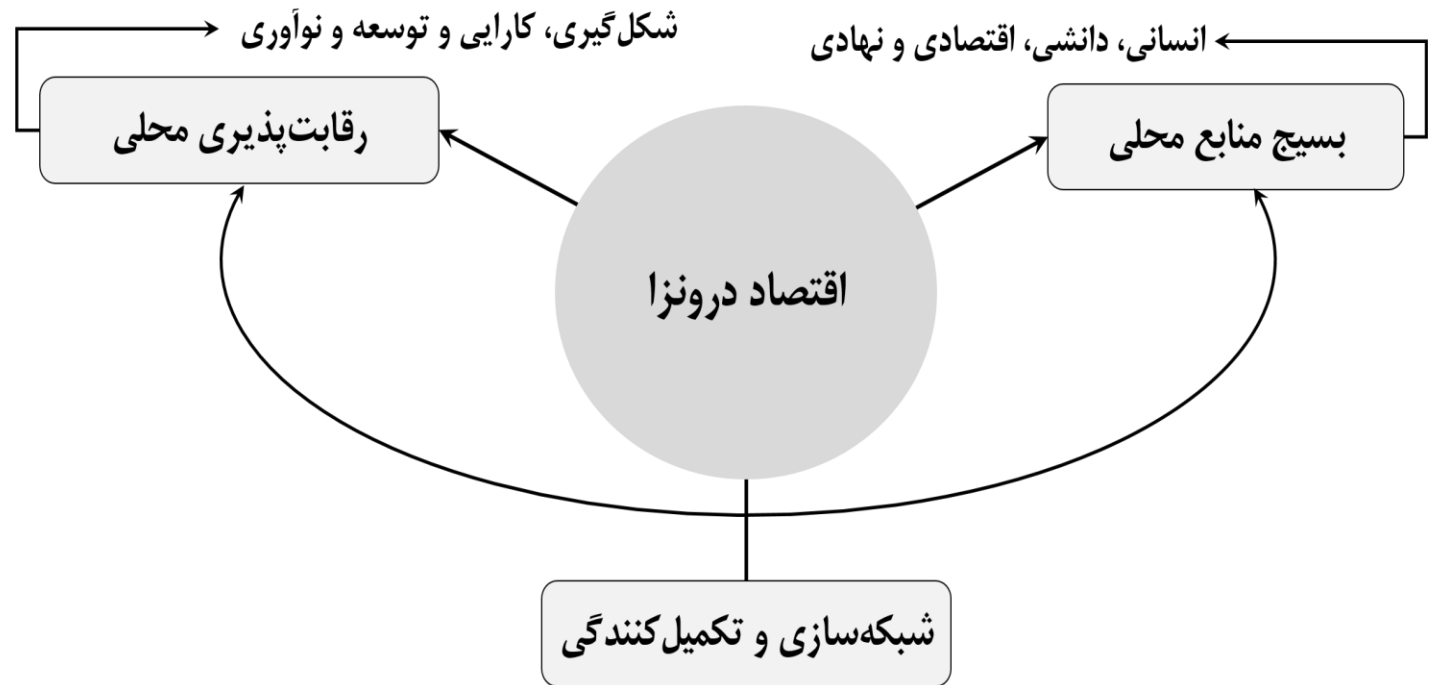 انسانی، دانشی، اقتصادی و نهادی
شکل‌گیری، کارایی و توسعه و نوآوری
بسیج منابع محلی
رقابت‌پذیری محلی
اقتصاد درونزا
شبکه‌سازی و تکمیل‌کنندگی